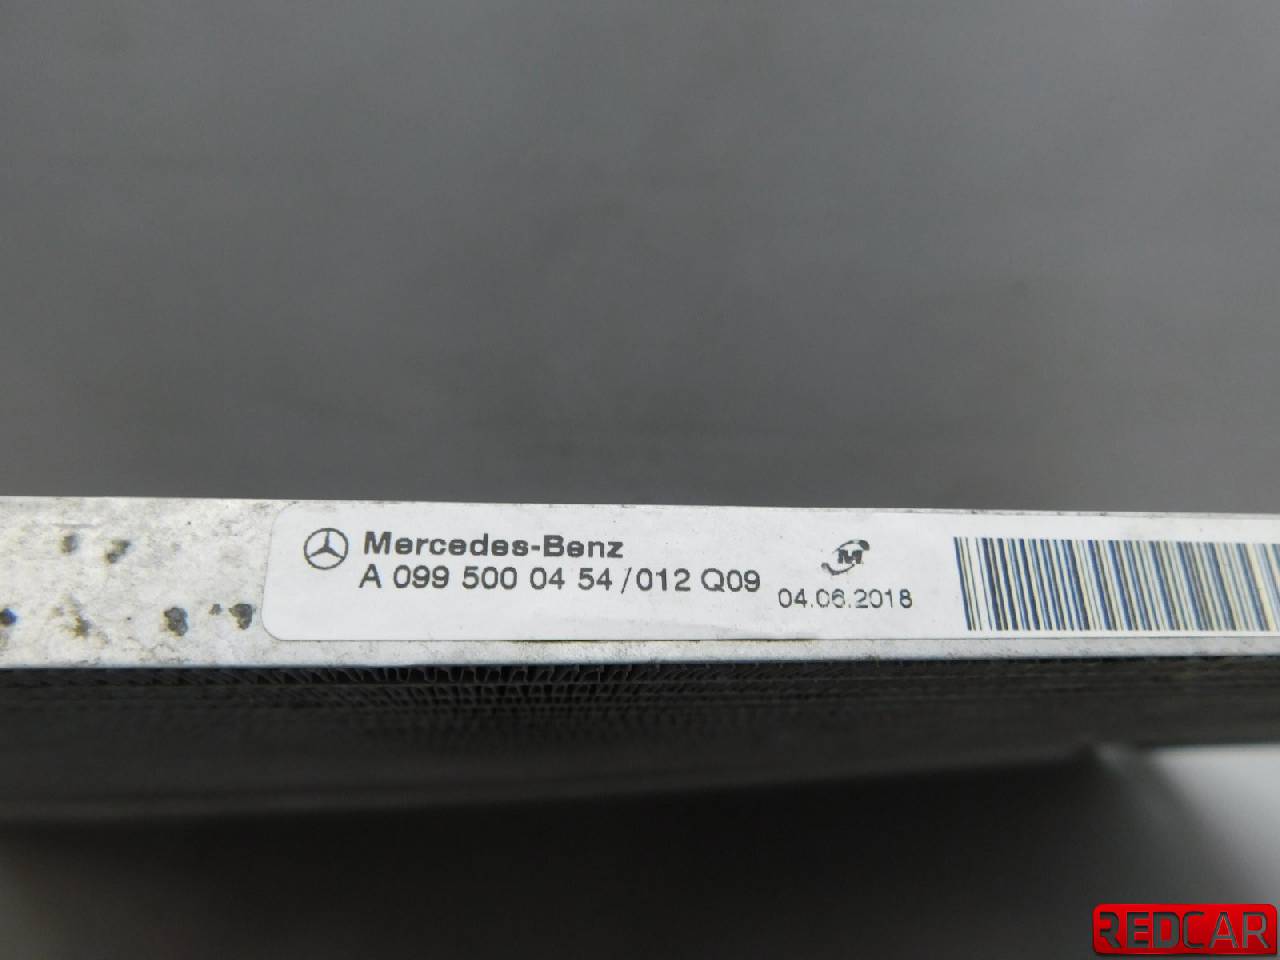 Mercedes-Benz
A 099 500 04 54 / 012 Q09
M
04.06.2018
REDCAR